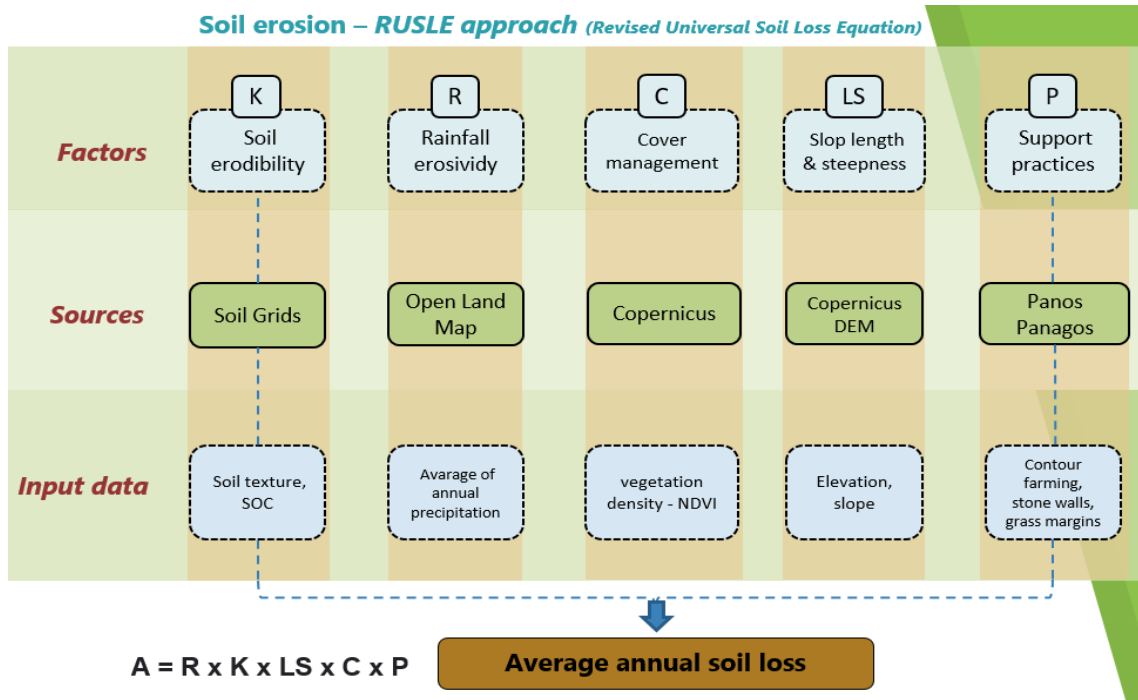 Soil erosion – RUSLE approach (Revised Universal Soil Loss Equation)
K
R
C
LS
P
Factors
Soil
erodibility
Rainfall
erosividy
Cover
management
Slop length
& steepness
Support
practices
Sources
Soil Grids
Open Land
Map
Copernicus
Copernicus
DEM
Panos
Panagos
Input data
Soil texture,
SOC
Avarage of
annual
precipitation
vegetation
density - NDVI
Elevation,
slope
Contour
farming,
stone walls,
grass margins
A = R x K x LS x C x P
Average annual soil loss